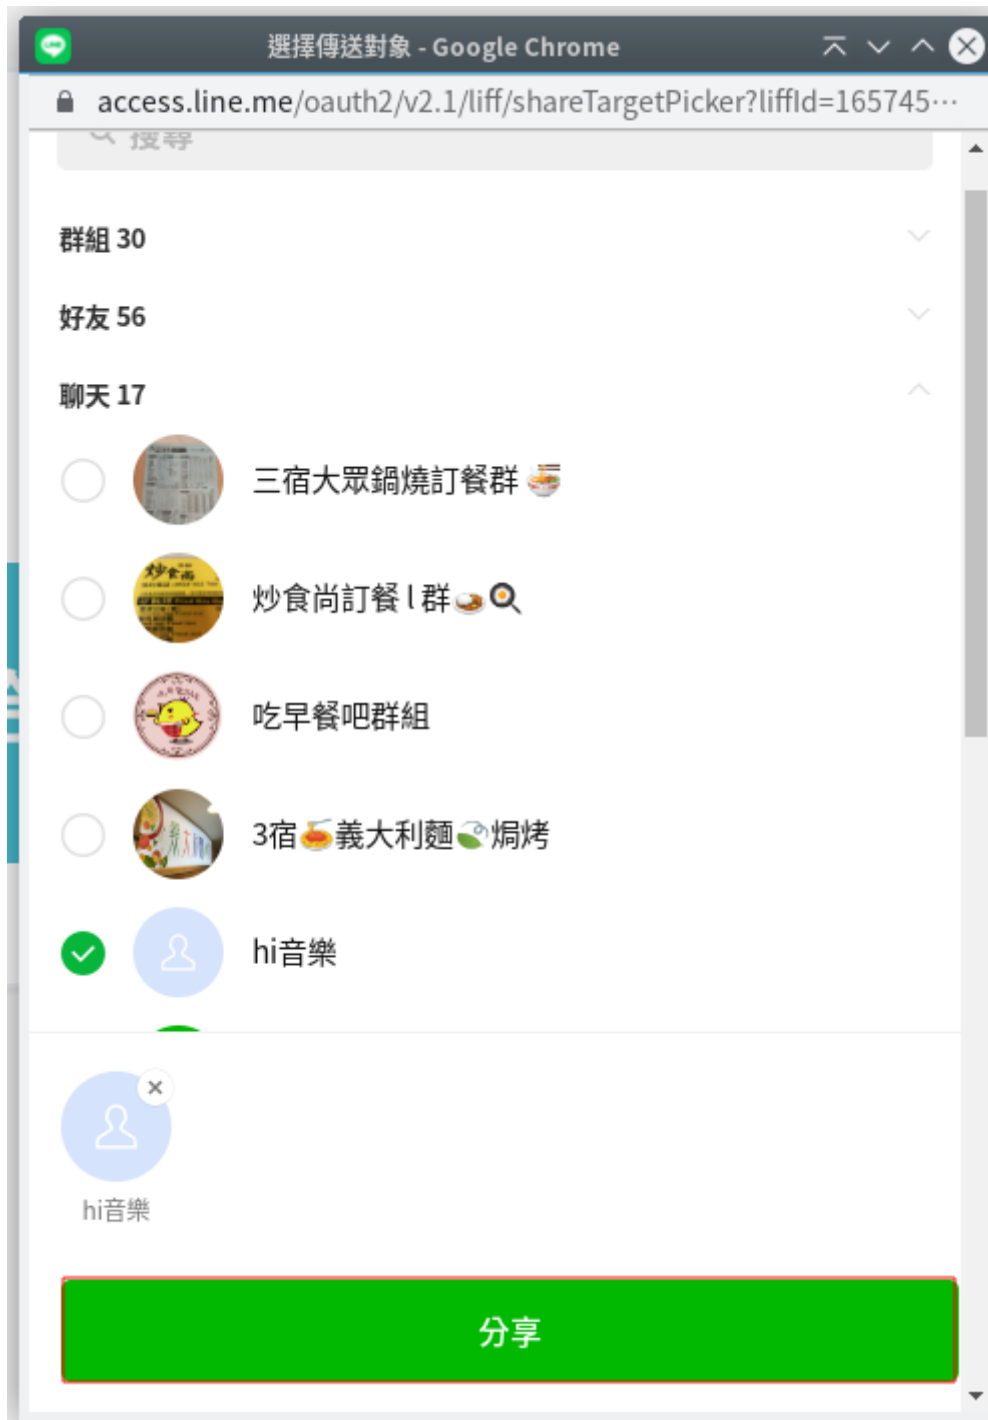 選擇傳送對象 - Google Chrome
access.line.me/oauth2/v2.1/liff/shareTargetPicker?liffId=165745…
搜尋
群組 30
好友 56
聊天 17
三宿大眾鍋燒訂餐群🍜
炒食尚訂餐 l 群🍛🍳
吃早餐吧群組
3宿🍝義大利麵🍃焗烤
hi音樂
hi音樂
分享